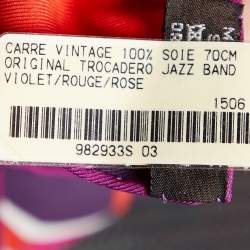 CARRE VINTAGE 100% SOIE 70CM
ORIGINAL TROCADERO JAZZ BAND
VIOLET/ROUGE/ROSE
1506
982933S 03